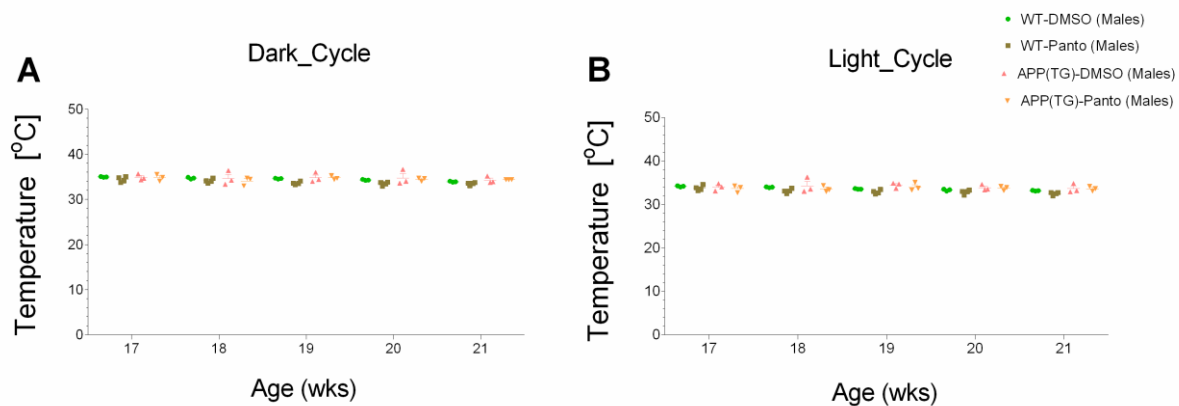 A
Dark_Cycle
Temperature [°C]
50
40
30
20
10
0
17 18 19 20 21
Age (wks)
B
Light_Cycle
Temperature [°C]
50
40
30
20
10
0
17 18 19 20 21
Age (wks)
WT-DMSO (Males)
WT-Panto (Males)
APP(TG)-DMSO (Males)
APP(TG)-Panto (Males)